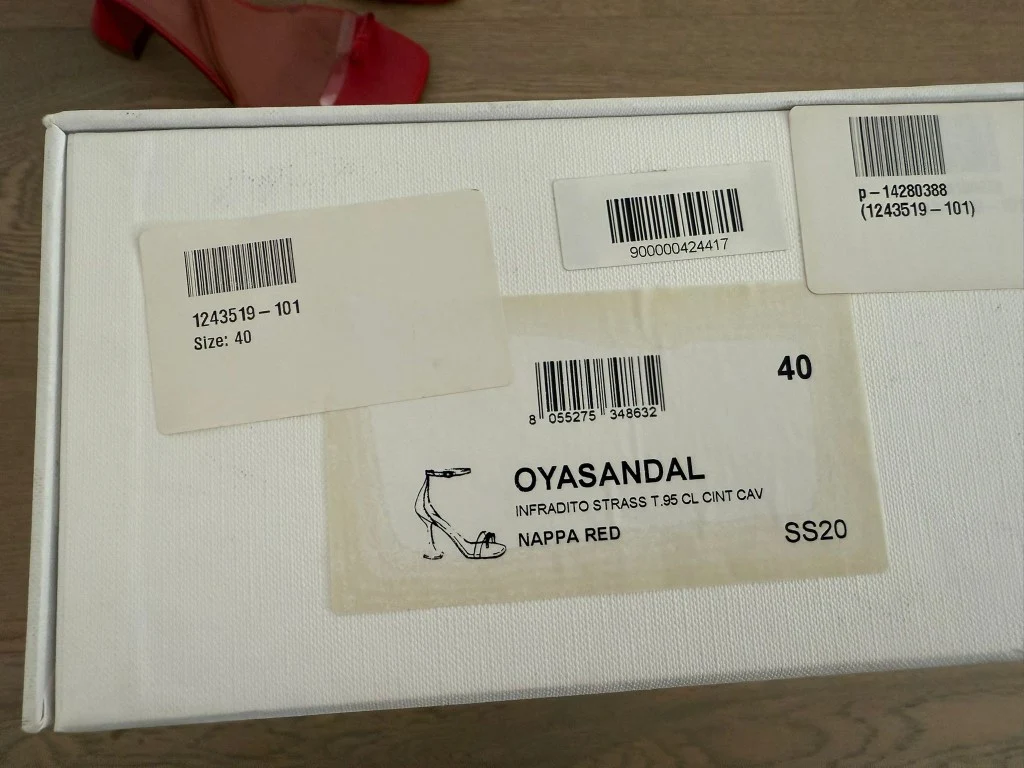 p-14280388
(1243519-101)
900000424417
1243519-101
Size: 40
40
8 055275 348632
OYASANDAL
INFRADITO STRASS T.95 CL CINT CAV
NAPPA RED
SS20